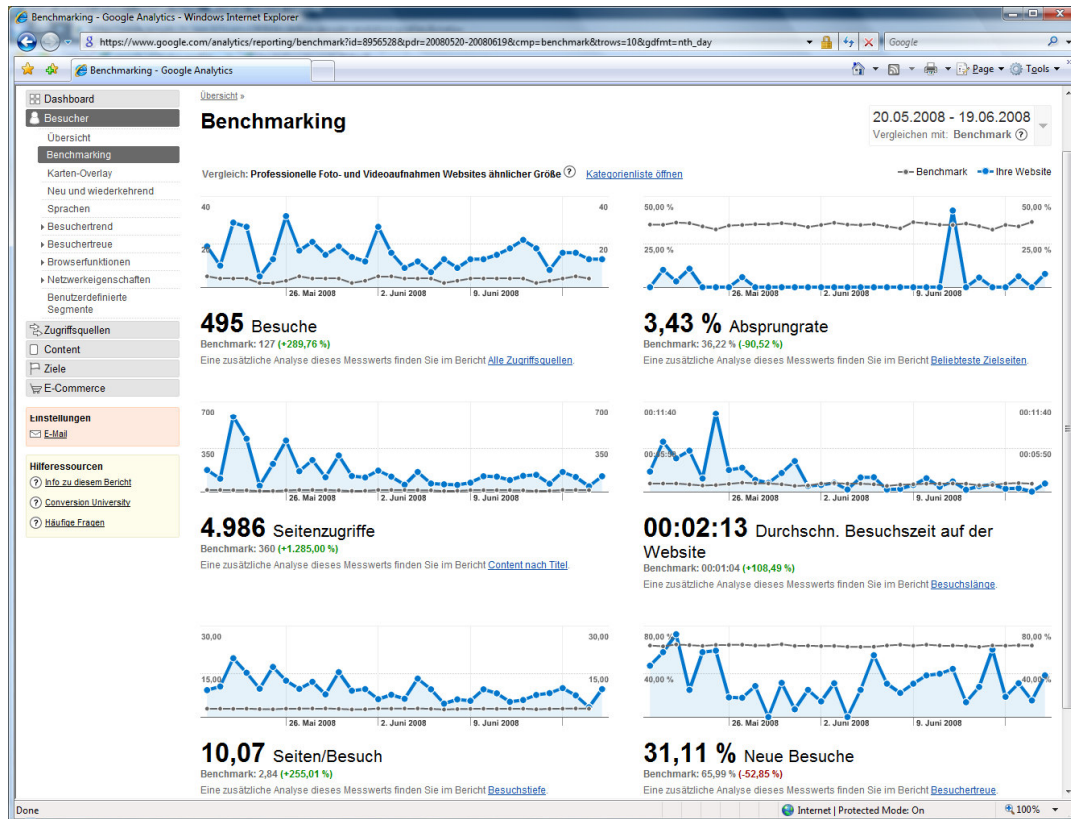 Benchmarking - Google Analytics - Windows Internet Explorer
https://www.google.com/analytics/reporting/benchmark?id=8956528&pdr=20080520-20080619&cmp=benchmark&trows=10&gdfmt=nth_day
Google
Benchmarking - Google Analytics
Page
Tools
Dashboard
Besucher
Übersicht
Benchmarking
Karten-Overlay
Neu und wiederkehrend
Sprachen
Besuchertrend
Besuchertreue
Browserfunktionen
Netzwerkeigenschaften
Benutzerdefinierte
Segmente
Zugriffsquellen
Content
Ziele
E-Commerce
Einstellungen
E-Mail
Hilferessourcen
Info zu diesem Bericht
Conversion University
Häufige Fragen
Übersicht »
Benchmarking
20.05.2008 - 19.06.2008
Vergleichen mit: Benchmark
Vergleich: Professionelle Foto- und Videoaufnahmen Websites ähnlicher Größe Kategorienliste öffnen
Benchmark Ihre Website
40 40
20 20
26. Mai 2008 2. Juni 2008 9. Juni 2008
495 Besuche
Benchmark: 127 (+289,76 %)
Eine zusätzliche Analyse dieses Messwerts finden Sie im Bericht Alle Zugriffsquellen.
50,00 % 50,00 %
25,00 % 25,00 %
26. Mai 2008 2. Juni 2008 9. Juni 2008
3,43 % Absprungrate
Benchmark: 36,22 % (-90,52 %)
Eine zusätzliche Analyse dieses Messwerts finden Sie im Bericht Beliebteste Zielseiten.
700 700
350 350
26. Mai 2008 2. Juni 2008 9. Juni 2008
4.986 Seitenzugriffe
Benchmark: 360 (+1.285,00 %)
Eine zusätzliche Analyse dieses Messwerts finden Sie im Bericht Content nach Titel.
00:11:40 00:11:40
00:05:50 00:05:50
26. Mai 2008 2. Juni 2008 9. Juni 2008
00:02:13 Durchschn. Besuchszeit auf der
Website
Benchmark: 00:01:04 (+108,49 %)
Eine zusätzliche Analyse dieses Messwerts finden Sie im Bericht Besuchslänge.
30,00 30,00
15,00 15,00
26. Mai 2008 2. Juni 2008 9. Juni 2008
10,07 Seiten/Besuch
Benchmark: 2,84 (+255,01 %)
Eine zusätzliche Analyse dieses Messwerts finden Sie im Bericht Besuchstiefe.
80,00 % 80,00 %
40,00 % 40,00 %
26. Mai 2008 2. Juni 2008 9. Juni 2008
31,11 % Neue Besuche
Benchmark: 65,99 % (-52,85 %)
Eine zusätzliche Analyse dieses Messwerts finden Sie im Bericht Besuchertreue.
Done
Internet | Protected Mode: On
100%